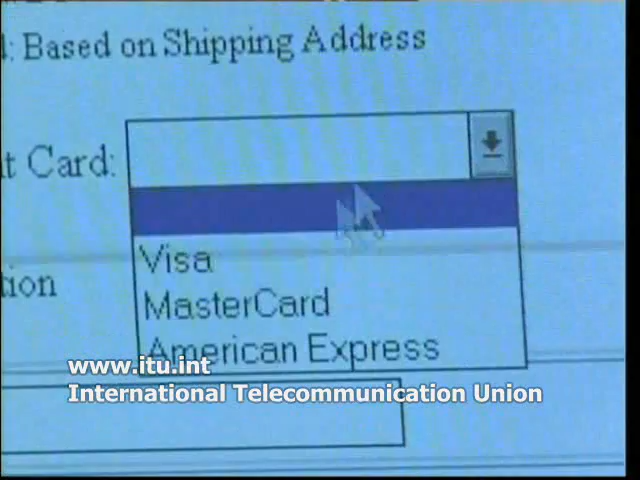 : Based on Shipping Address
t Card:
Visa
MasterCard
American Express
tion
www.itu.int
International Telecommunication Union